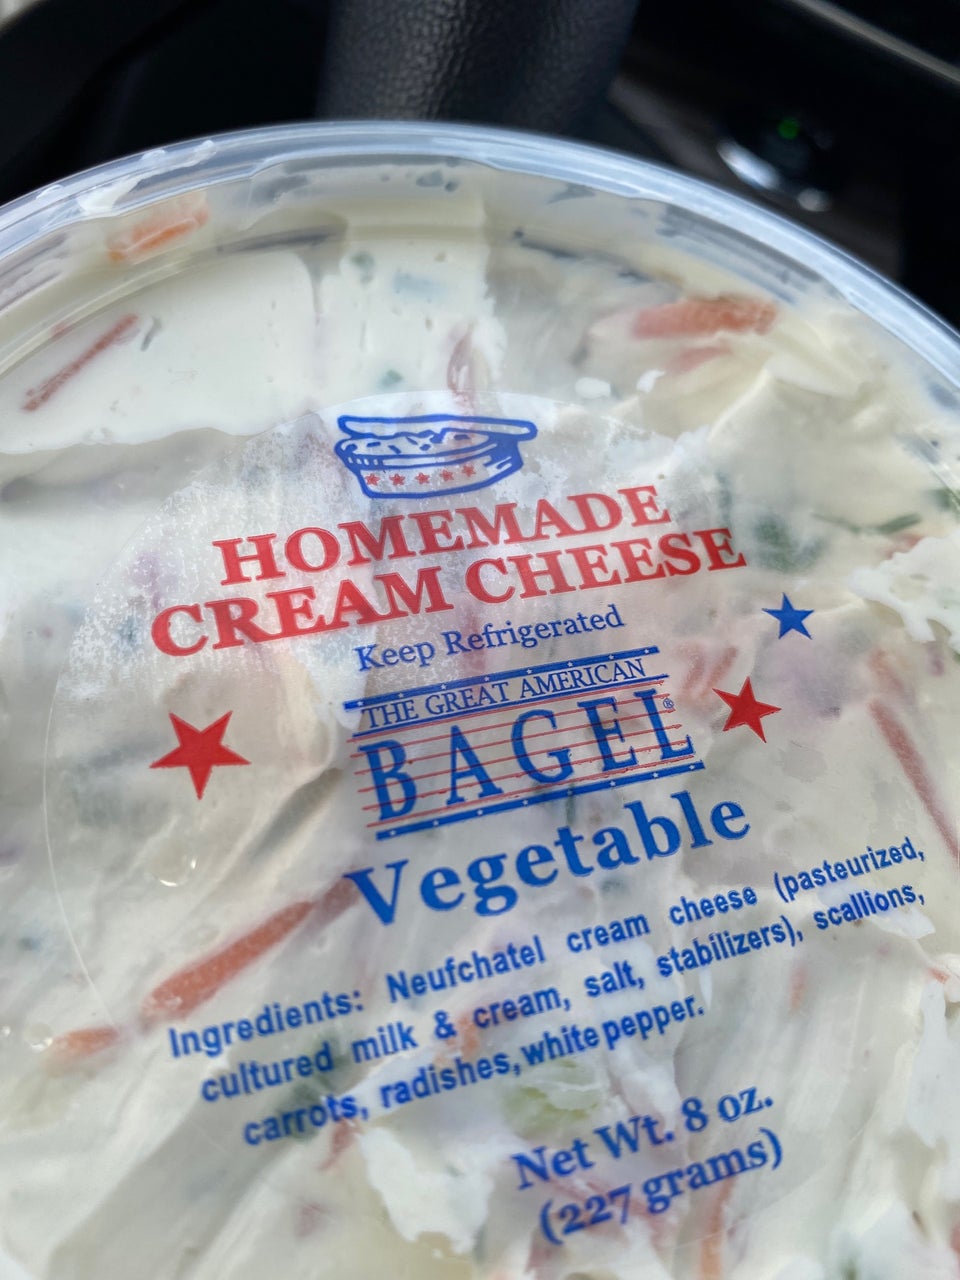 HOMEMADE
CREAM CHEESE
Keep Refrigerated
THE GREAT AMERICAN
BAGEL®
Vegetable
Ingredients: Neufchatel cream cheese (pasteurized,
cultured milk & cream, salt, stabilizers), scallions,
carrots, radishes, white pepper.
Net Wt. 8 oz.
(227 grams)